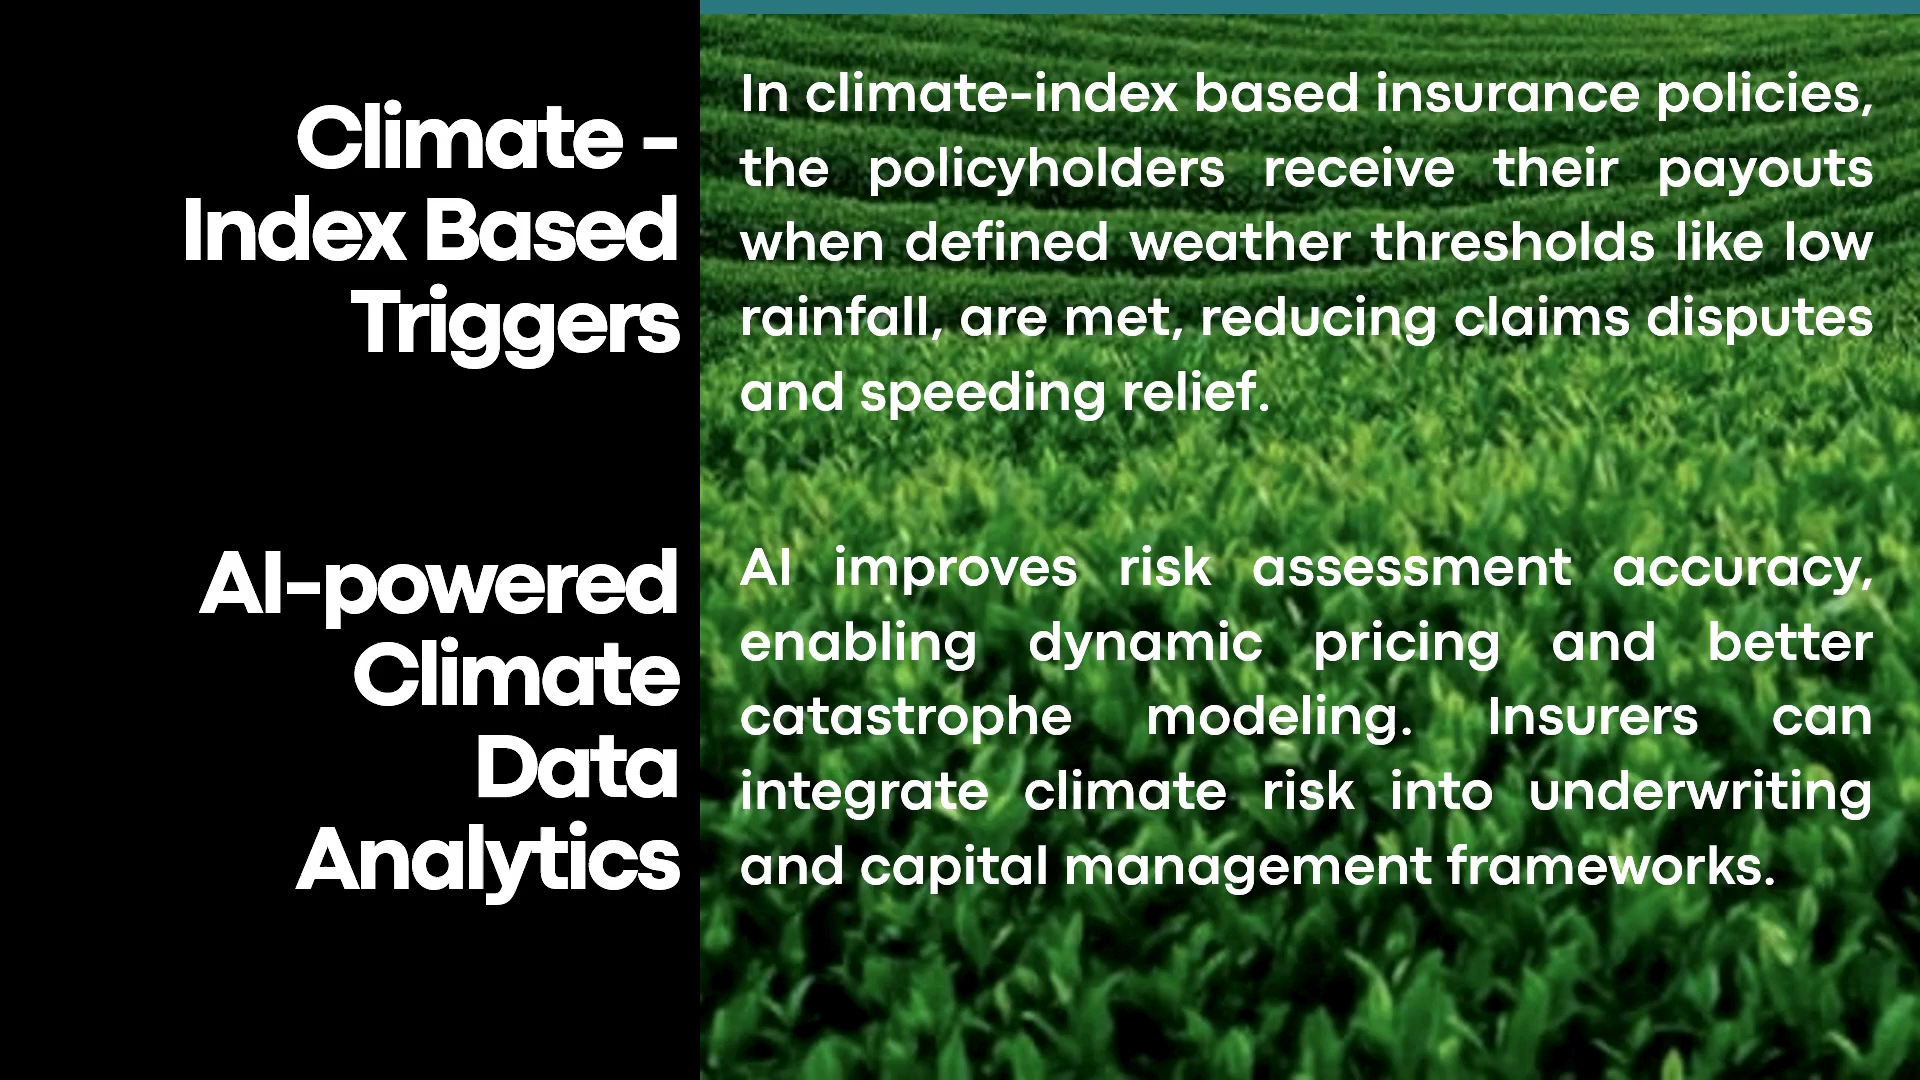 Climate -
Index Based
Triggers
In climate-index based insurance policies,
the policyholders receive their payouts
when defined weather thresholds like low
rainfall, are met, reducing claims disputes
and speeding relief.
AI-powered
Climate
Data
Analytics
AI improves risk assessment accuracy,
enabling dynamic pricing and better
catastrophe modeling. Insurers can
integrate climate risk into underwriting
and capital management frameworks.